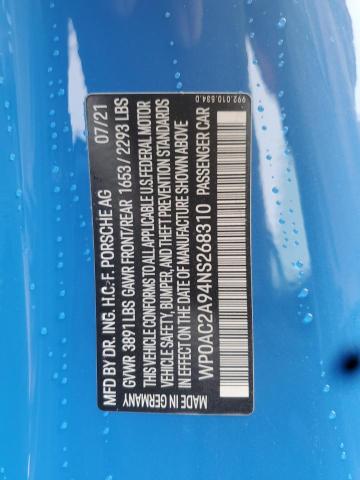 MFD BY DR. ING. H.C. F. PORSCHE AG 07/21
GVWR 3891 LBS GAWR FRONT/REAR 1653 / 2293 LBS
THIS VEHICLE CONFORMS TO ALL APPLICABLE U.S. FEDERAL MOTOR
VEHICLE SAFETY, BUMPER, AND THEFT PREVENTION STANDARDS
IN EFFECT ON THE DATE OF MANUFACTURE SHOWN ABOVE
WP0AC2A94NS268310 PASSENGER CAR
MADE IN GERMANY
992.010.534.D